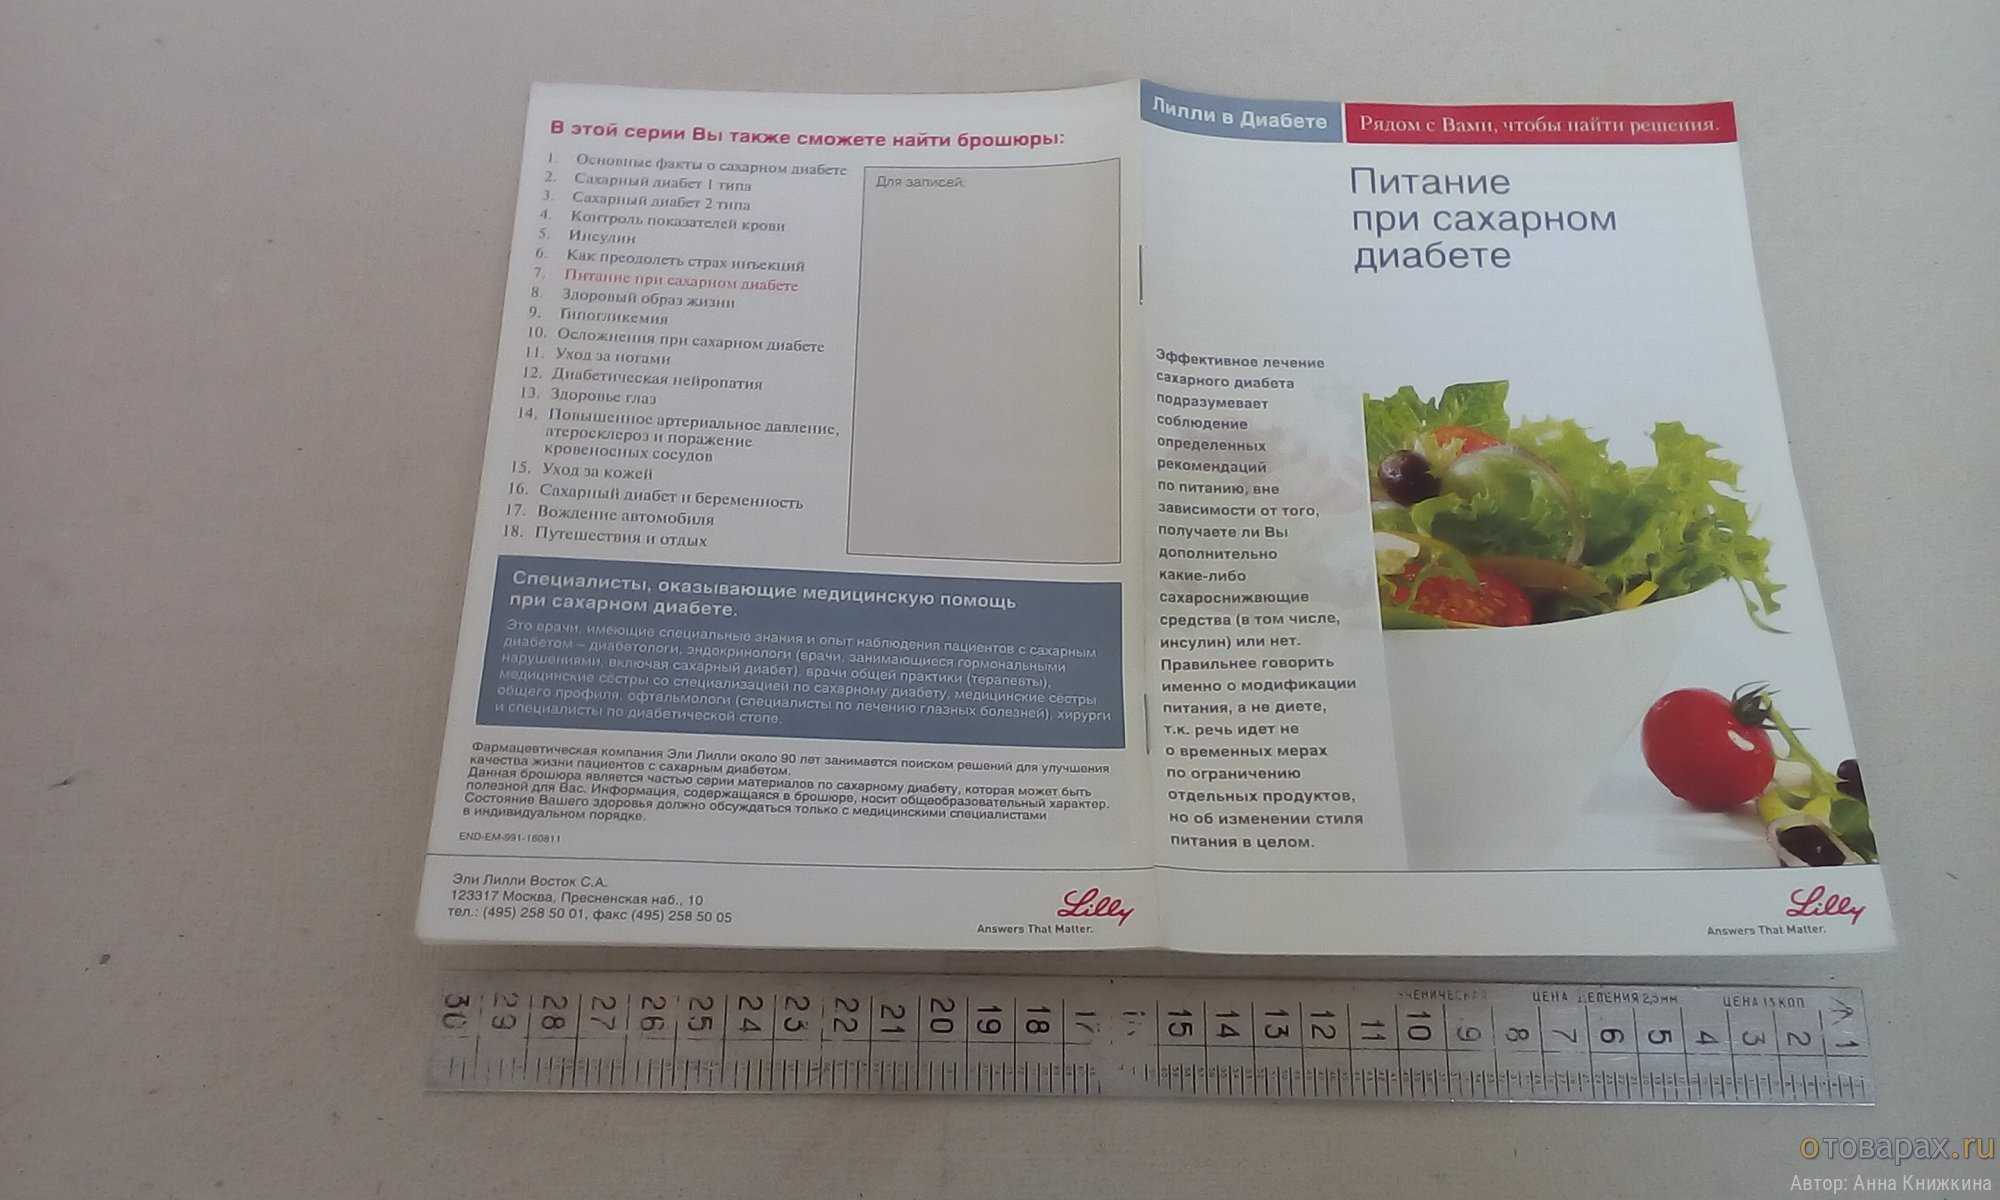 В этой серии Вы также сможете найти брошюры:
1. Основные факты о сахарном диабете
2. Сахарный диабет 1 типа
3. Сахарный диабет 2 типа
4. Контроль показателей крови
5. Инсулин
6. Как преодолеть страх инъекций
7. Питание при сахарном диабете
8. Здоровый образ жизни
9. Гипогликемия
10. Осложнения при сахарном диабете
11. Уход за ногами
12. Диабетическая нейропатия
13. Здоровье глаз
14. Повышенное артериальное давление,
атеросклероз и поражение
кровеносных сосудов
15. Уход за кожей
16. Сахарный диабет и беременность
17. Вождение автомобиля
18. Путешествия и отдых
Для записей:
Специалисты, оказывающие медицинскую помощь
при сахарном диабете.
Это врачи, имеющие специальные знания и опыт наблюдения пациентов с сахарным
диабетом – диабетологи, эндокринологи (врачи, занимающиеся гормональными
нарушениями, включая сахарный диабет), врачи общей практики (терапевты),
медицинские сестры со специализацией по сахарному диабету, медицинские сестры
общего профиля, офтальмологи (специалисты по лечению глазных болезней), хирурги
и специалисты по диабетической стопе.
Фармацевтическая компания Эли Лилли около 90 лет занимается поиском решений для улучшения
качества жизни пациентов с сахарным диабетом.
Данная брошюра является частью серии материалов по сахарному диабету, которая может быть
полезной для Вас. Информация, содержащаяся в брошюре, носит общеобразовательный характер.
Состояние Вашего здоровья должно обсуждаться только с медицинскими специалистами
в индивидуальном порядке.
END-EM-991-160811
Эли Лилли Восток С.А.
123317 Москва, Пресненская наб., 10
тел.: (495) 258 50 01, факс (495) 258 50 05
Lilly
Answers That Matter.
Лилли в Диабете
Рядом с Вами, чтобы найти решения.
Питание
при сахарном
диабете
Эффективное лечение
сахарного диабета
подразумевает
соблюдение
определенных
рекомендаций
по питанию, вне
зависимости от того,
получаете ли Вы
дополнительно
какие-либо
сахароснижающие
средства (в том числе,
инсулин) или нет.
Правильнее говорить
именно о модификации
питания, а не диете,
т.к. речь идет не
о временных мерах
по ограничению
отдельных продуктов,
но об изменении стиля
питания в целом.
Lilly
Answers That Matter.
УЧЕНИЧЕСКАЯ ЦЕНА ДЕЛЕНИЯ 2,5мм ЦЕНА 15 КОП
30 29 28 27 26 25 24 23 22 21 20 19 18 17 15 14 13 12 11 10 9 8 7 6 5 4 3 2 1
отоварах.ru
Автор: Анна Книжкина